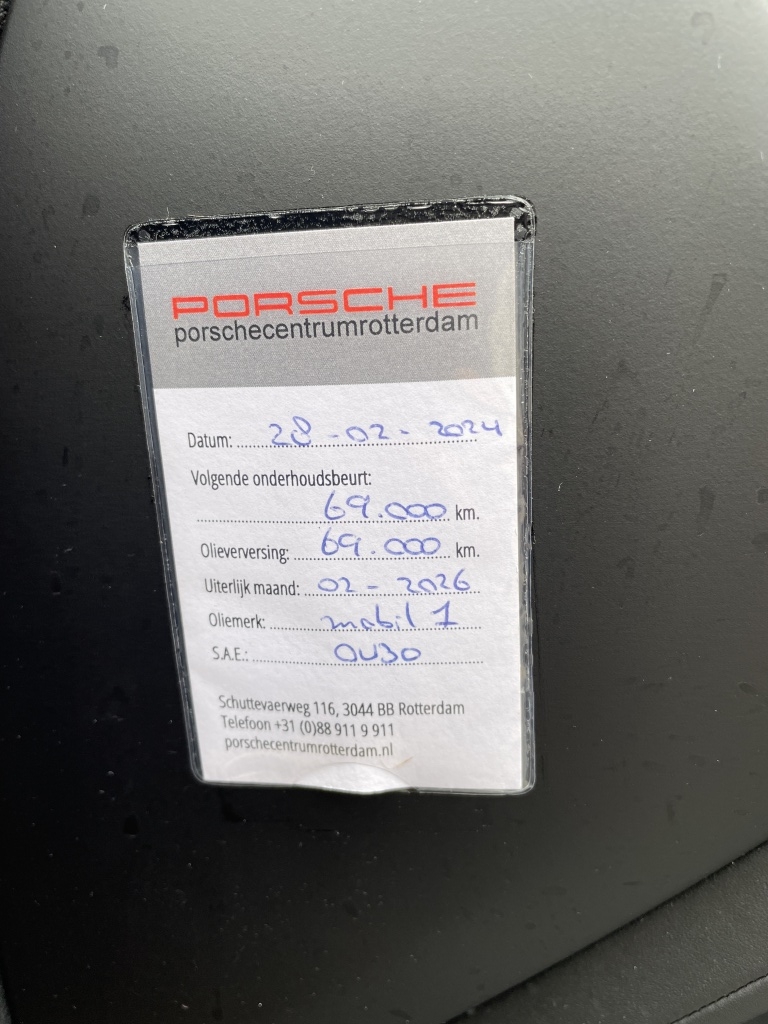 PORSCHE
porschecentrumrotterdam
Datum: 28-02-2024
Volgende onderhoudsbeurt:
69.000 km.
Olieverversing: 69.000 km.
Uiterlijk maand: 02-2026
Oliemerk: mobil 1
S.A.E.: 0W30
Schuttevaerweg 116, 3044 BB Rotterdam
Telefoon +31 (0)88 911 9 911
porschecentrumrotterdam.nl